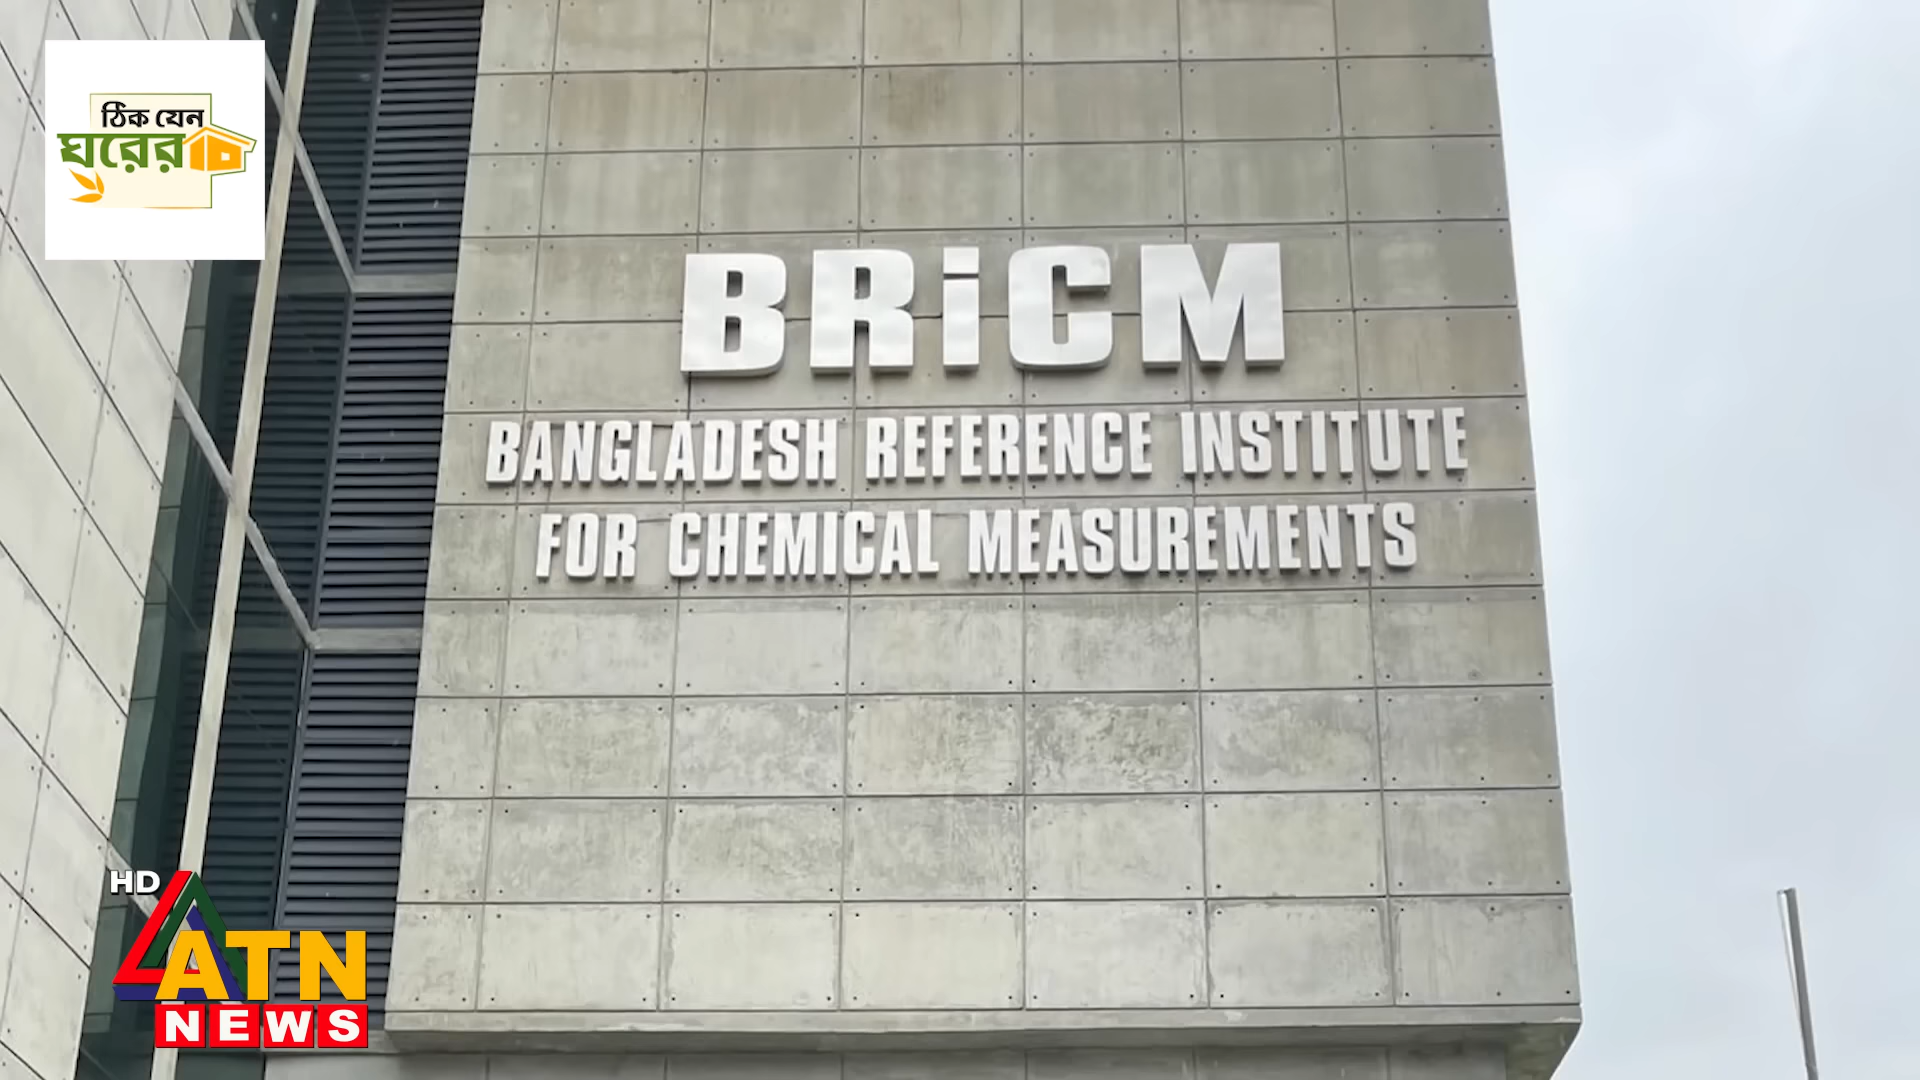 ঠিক যেন
ঘরের
BRiCM
BANGLADESH REFERENCE INSTITUTE
FOR CHEMICAL MEASUREMENTS
HD
ATN
NEWS